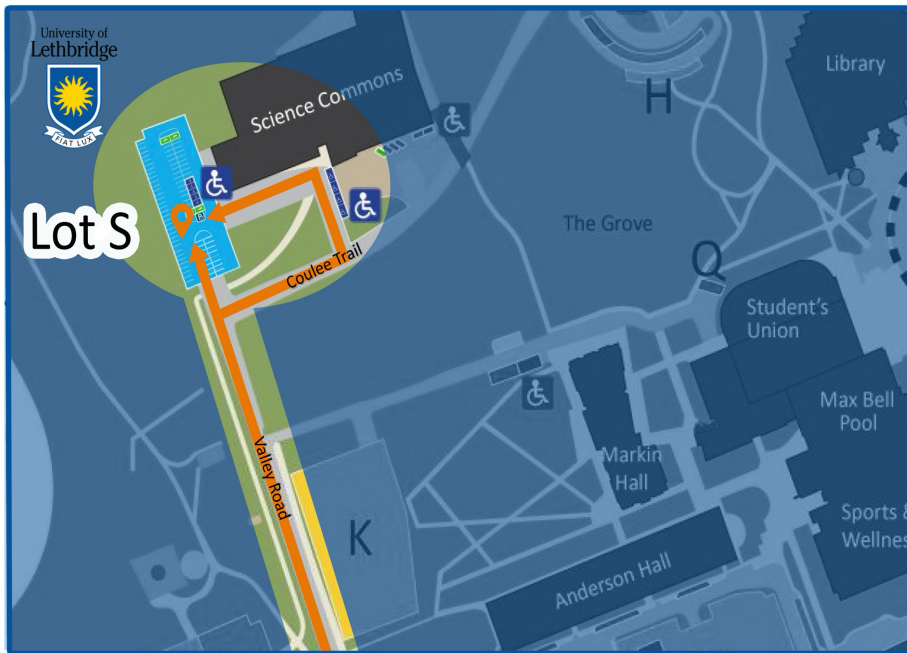 University of
Lethbridge
FIAT LUX
Science Commons
Library
H
Lot S
The Grove
Coulee Trail
Q
Student's
Union
Max Bell
Pool
Markin
Hall
Valley Road
K
Sports &
Wellnes
Anderson Hall